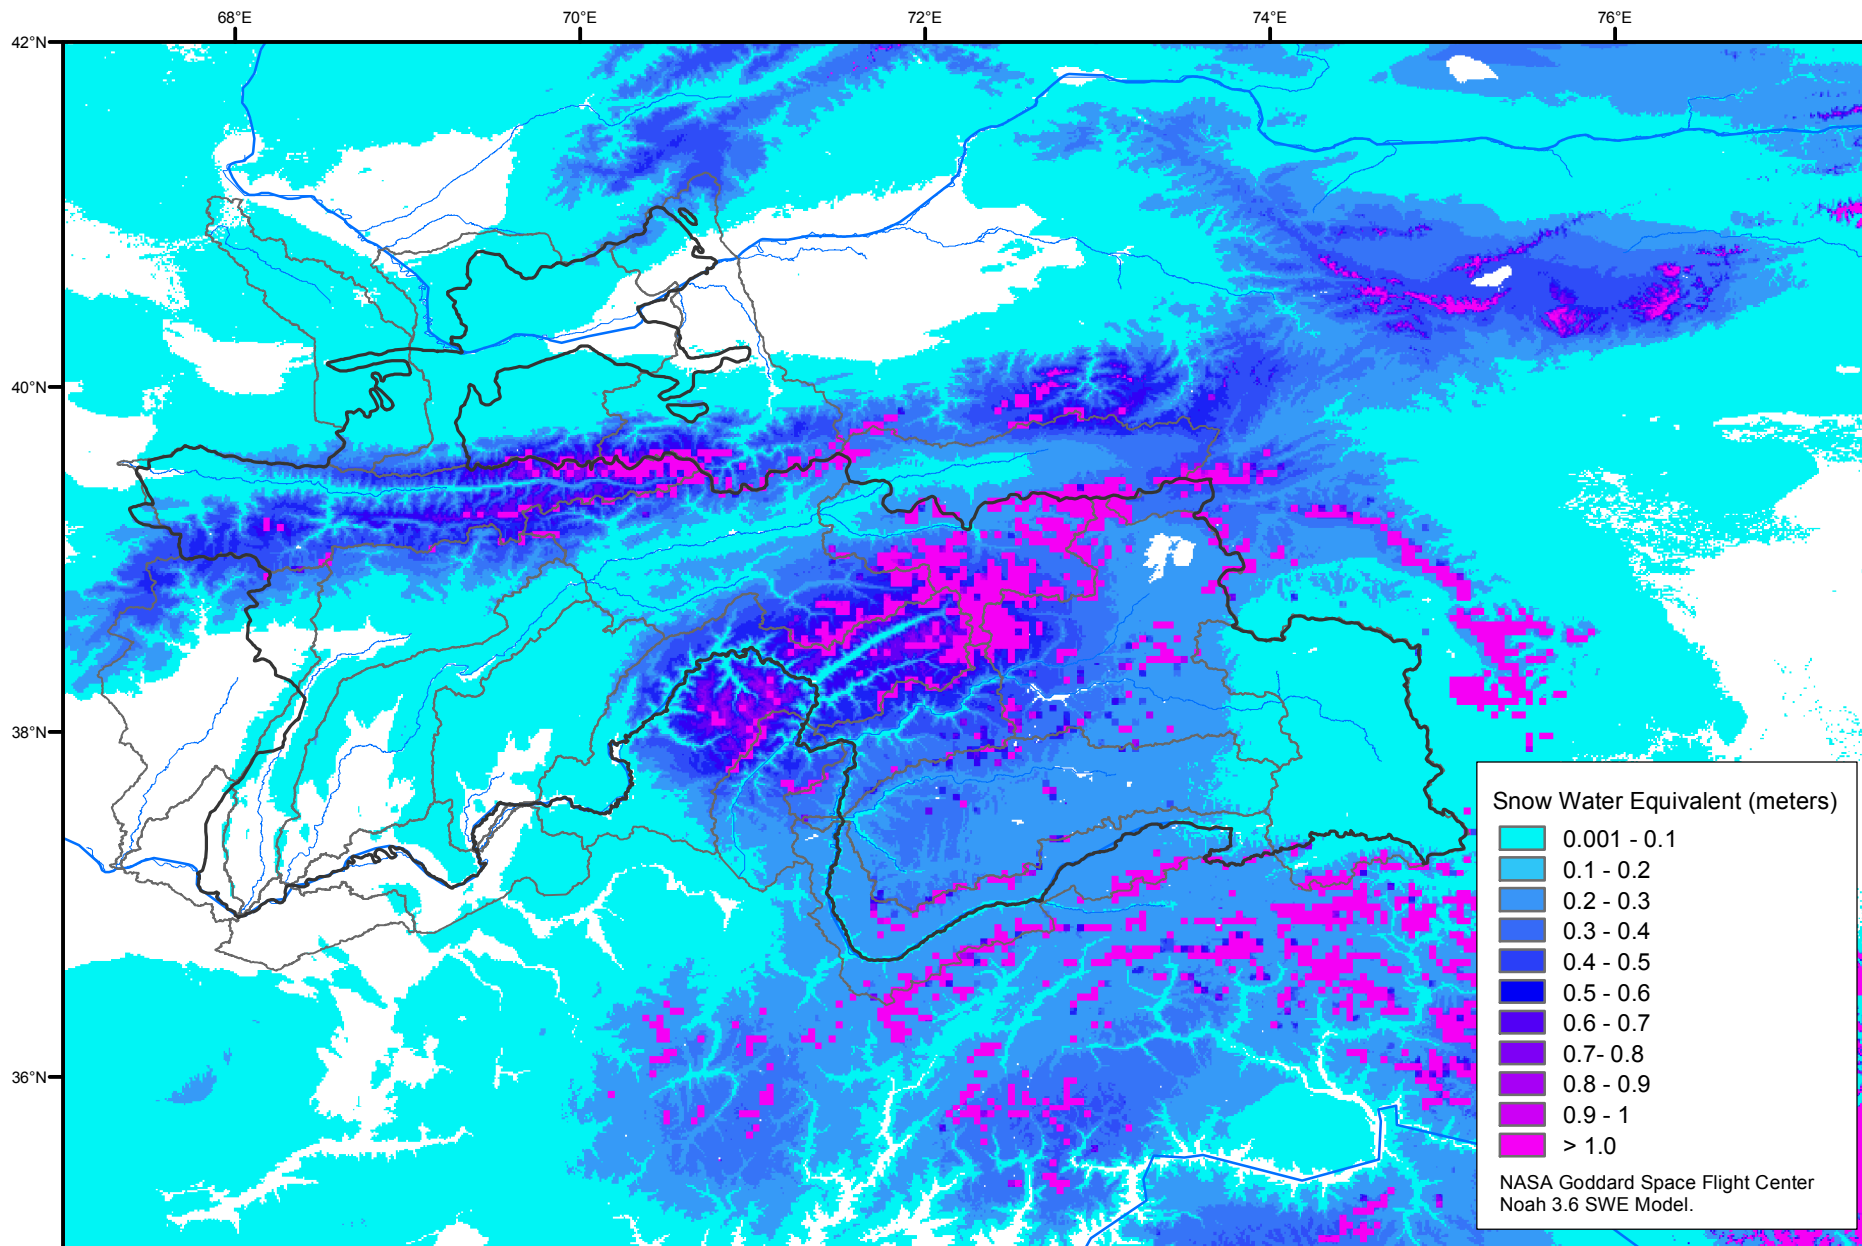 68°E
70°E
72°E
74°E
76°E
42°N
40°N
38°N
36°N
Snow Water Equivalent (meters)
0.001 - 0.1
0.1 - 0.2
0.2 - 0.3
0.3 - 0.4
0.4 - 0.5
0.5 - 0.6
0.6 - 0.7
0.7- 0.8
0.8 - 0.9
0.9 - 1
> 1.0
NASA Goddard Space Flight Center
Noah 3.6 SWE Model.